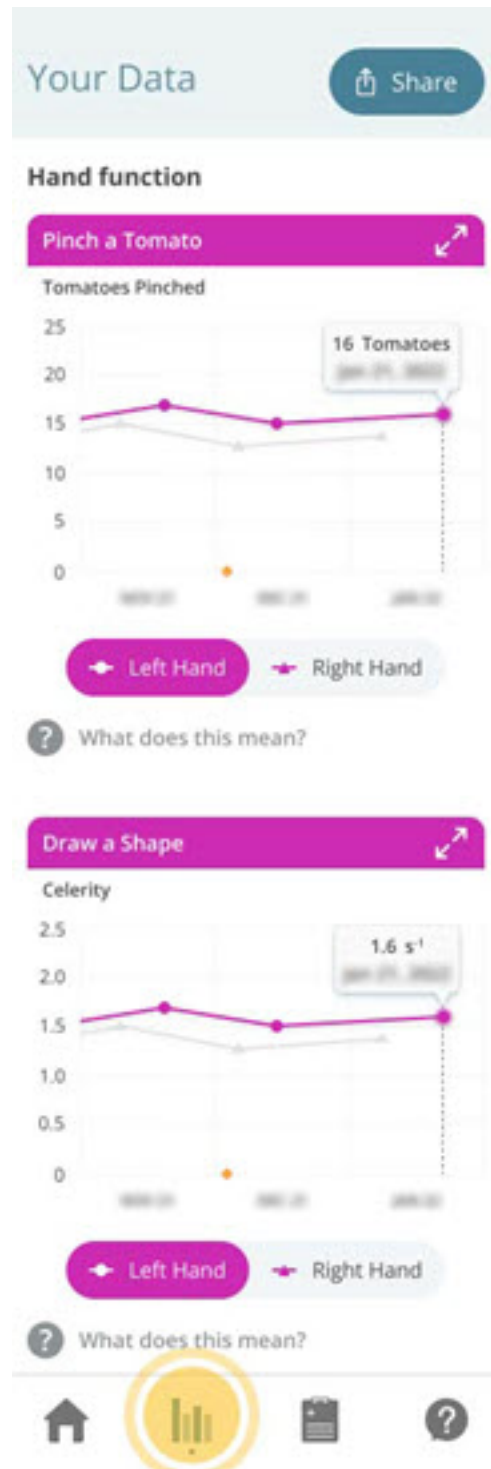 Your Data
Share
Hand function
Pinch a Tomato
Tomatoes Pinched
25
20
15
10
5
0
16 Tomatoes
Left Hand
Right Hand
? What does this mean?
Draw a Shape
Celerity
2.5
2.0
1.5
1.0
0.5
0
1.6 s⁻¹
Left Hand
Right Hand
? What does this mean?
?